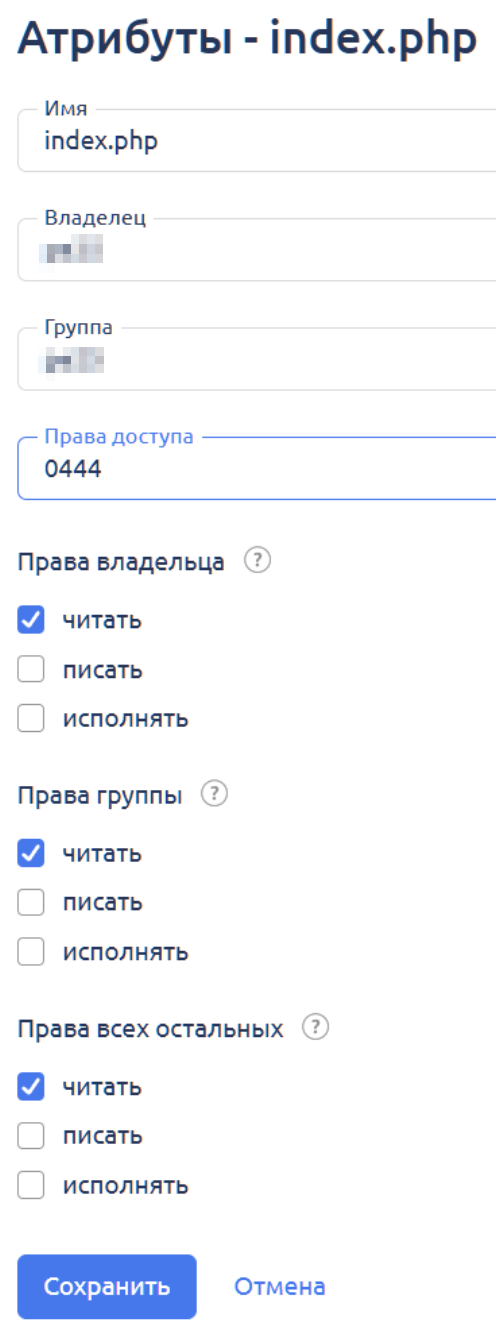 Атрибуты - index.php
Имя
index.php
Владелец
Группа
Права доступа
0444
Права владельца ?
читать
писать
исполнять
Права группы ?
читать
писать
исполнять
Права всех остальных ?
читать
писать
исполнять
Сохранить Отмена